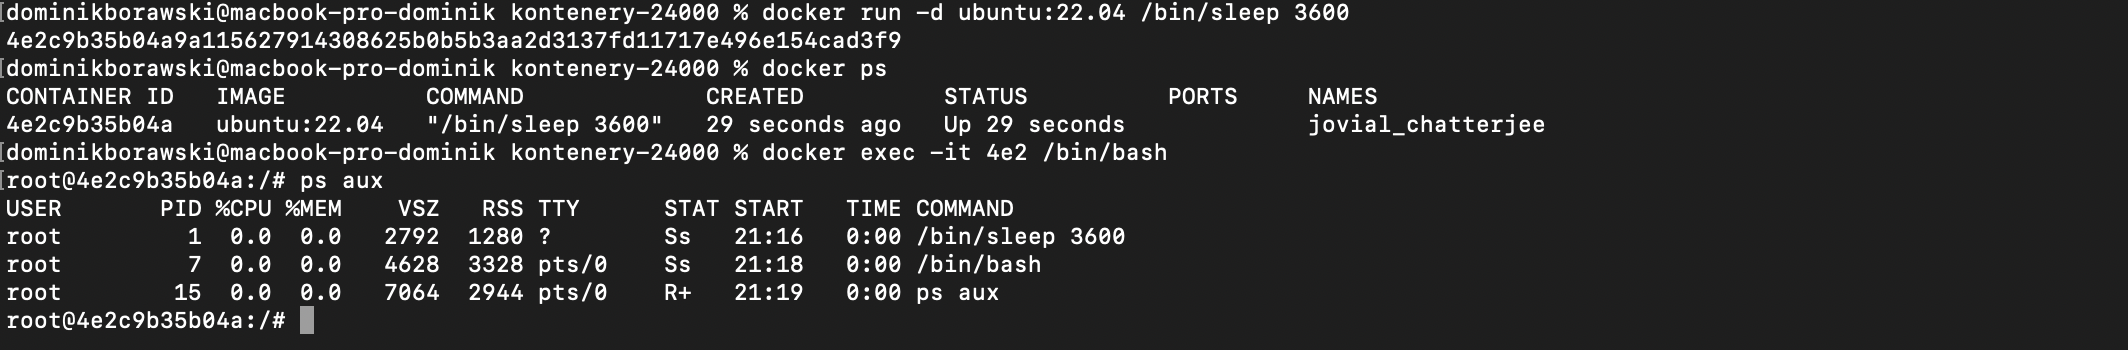 [dominikborawski@macbook-pro-dominik kontenery-24000 % docker run -d ubuntu:22.04 /bin/sleep 3600
4e2c9b35b04a9a115627914308625b0b5b3aa2d3137fd11717e496e154cad3f9
[dominikborawski@macbook-pro-dominik kontenery-24000 % docker ps
CONTAINER ID   IMAGE          COMMAND             CREATED          STATUS          PORTS     NAMES
4e2c9b35b04a   ubuntu:22.04   "/bin/sleep 3600"   29 seconds ago   Up 29 seconds             jovial_chatterjee
[dominikborawski@macbook-pro-dominik kontenery-24000 % docker exec -it 4e2 /bin/bash
[root@4e2c9b35b04a:/# ps aux
USER       PID %CPU %MEM    VSZ   RSS TTY      STAT START   TIME COMMAND
root         1  0.0  0.0   2792  1280 ?        Ss   21:16   0:00 /bin/sleep 3600
root         7  0.0  0.0   4628  3328 pts/0    Ss   21:18   0:00 /bin/bash
root        15  0.0  0.0   7064  2944 pts/0    R+   21:19   0:00 ps aux
root@4e2c9b35b04a:/#